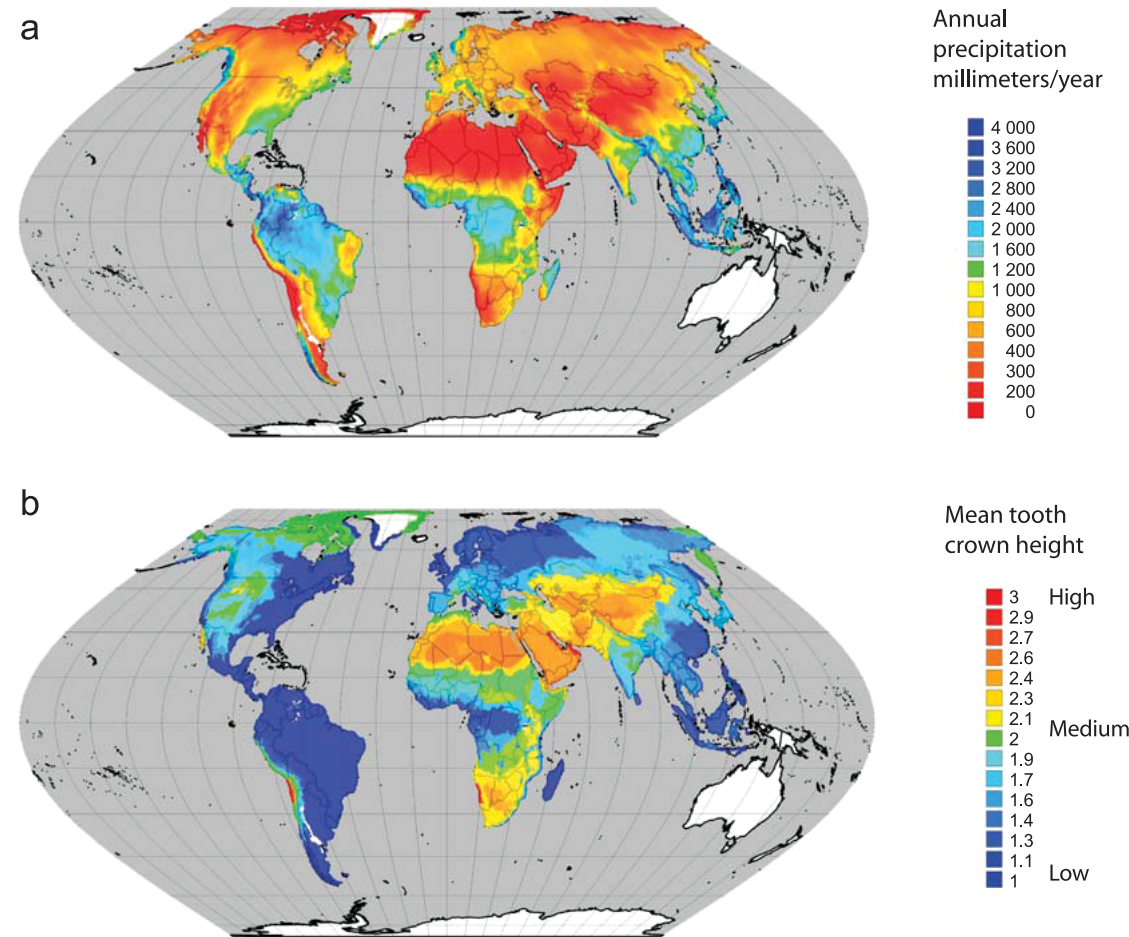 a
Annual
precipitation
millimeters/year
4 000
3 600
3 200
2 800
2 400
2 000
1 600
1 200
1 000
800
600
400
300
200
0
b
Mean tooth
crown height
3 High
2.9
2.7
2.6
2.4
2.3
2.1
2 Medium
1.9
1.7
1.6
1.4
1.3
1.1
1 Low